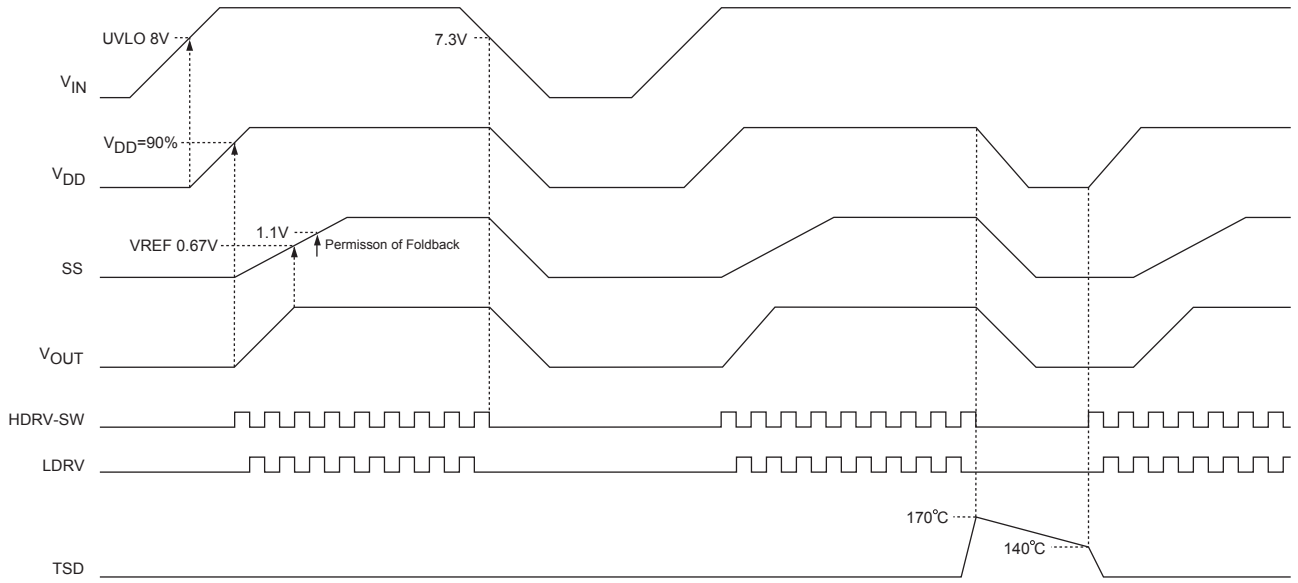 UVLO 8V
7.3V
VIN
VDD=90%
VDD
1.1V
VREF 0.67V
Permisson of Foldback
SS
VOUT
HDRV-SW
LDRV
170°C
140°C
TSD